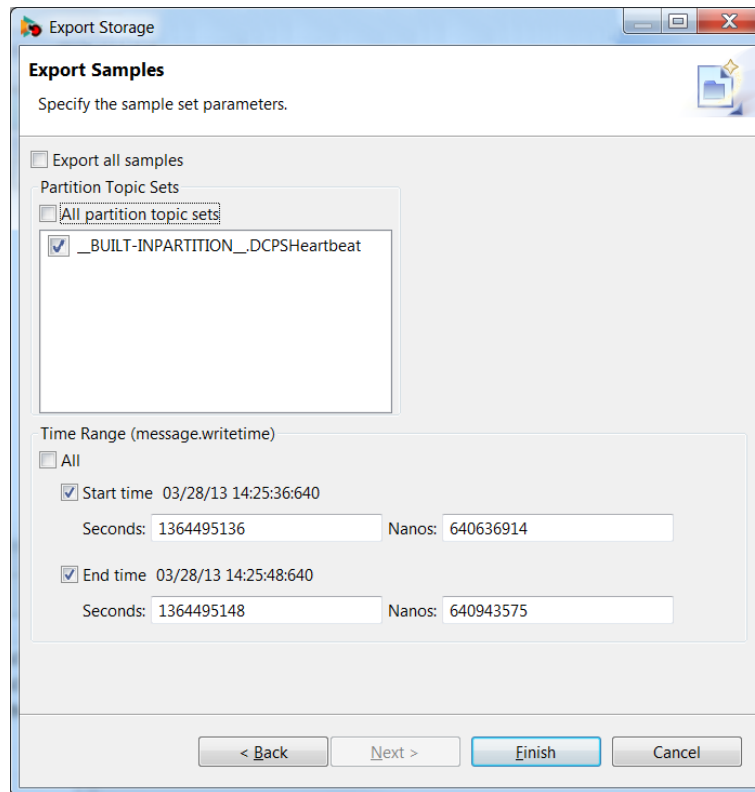 Export Storage
Export Samples
Specify the sample set parameters.
Export all samples
Partition Topic Sets
All partition topic sets
__BUILT-INPARTITION__.DCPSHeartbeat
Time Range (message.writetime)
All
Start time 03/28/13 14:25:36:640
Seconds: 1364495136 Nanos: 640636914
End time 03/28/13 14:25:48:640
Seconds: 1364495148 Nanos: 640943575
< Back Next > Finish Cancel